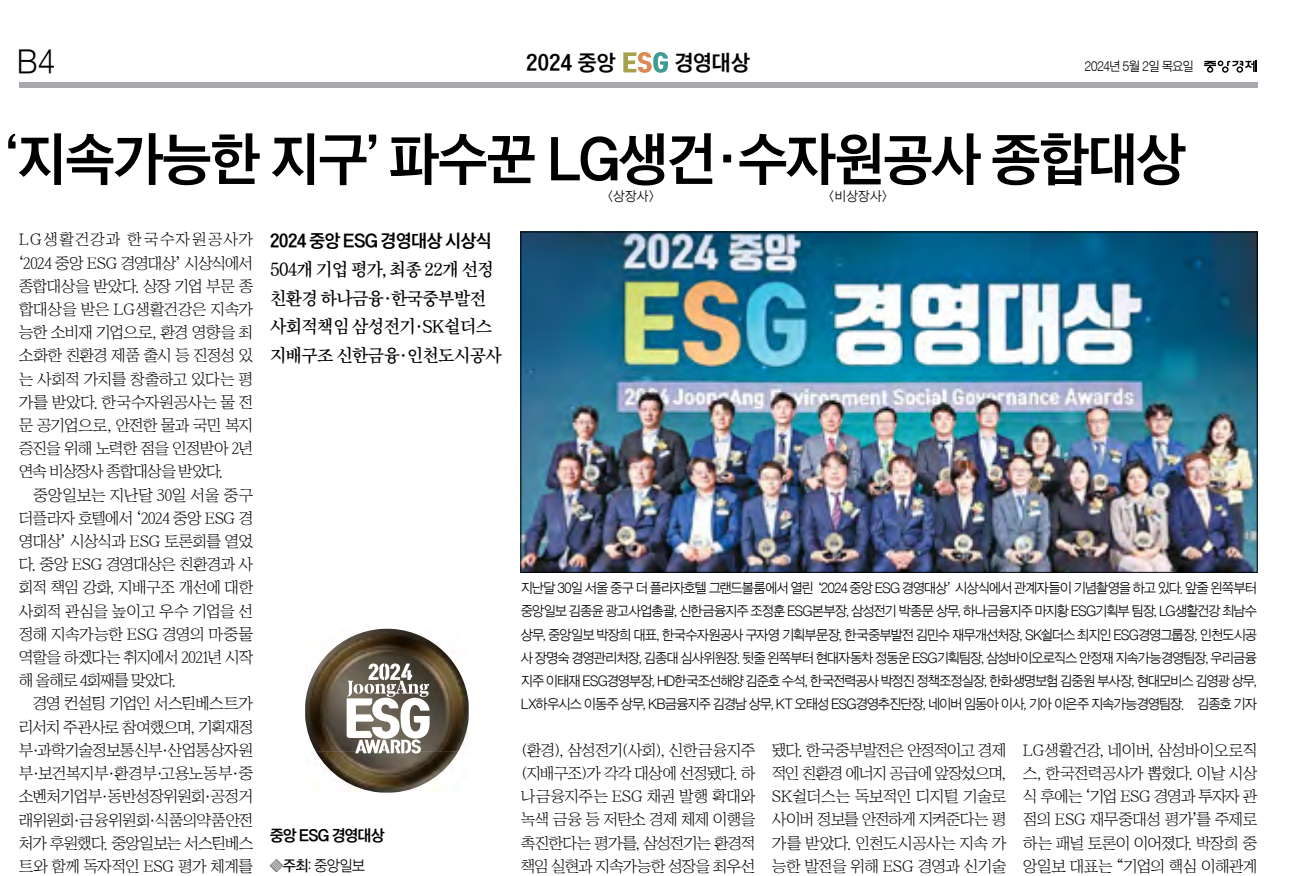 B4
2024 중앙 ESG 경영대상
2024년 5월 2일 목요일 중앙경제
‘지속가능한 지구’ 파수꾼 LG생건·수자원공사 종합대상
〈상장사〉
〈비상장사〉
LG생활건강과 한국수자원공사가
‘2024 중앙 ESG 경영대상’ 시상식에서
종합대상을 받았다. 상장 기업 부문 종
합대상을 받은 LG생활건강은 지속가
능한 소비재 기업으로, 환경 영향을 최
소화한 친환경 제품 출시 등 진정성 있
는 사회적 가치를 창출하고 있다는 평
가를 받았다. 한국수자원공사는 물 전
문 공기업으로, 안전한 물과 국민 복지
증진을 위해 노력한 점을 인정받아 2년
연속 비상장사 종합대상을 받았다.
중앙일보는 지난달 30일 서울 중구
더플라자 호텔에서 ‘2024 중앙 ESG 경
영대상’ 시상식과 ESG 토론회를 열었
다. 중앙 ESG 경영대상은 친환경과 사
회적 책임 강화, 지배구조 개선에 대한
사회적 관심을 높이고 우수 기업을 선
정해 지속가능한 ESG 경영의 마중물
역할을 하겠다는 취지에서 2021년 시작
해 올해로 4회째를 맞았다.
경영 컨설팅 기업인 서스틴베스트가
리서치 주관사로 참여했으며, 기획재정
부·과학기술정보통신부·산업통상자원
부·보건복지부·환경부·고용노동부·중
소벤처기업부·동반성장위원회·공정거
래위원회·금융위원회·식품의약품안전
처가 후원했다. 중앙일보는 서스틴베스
트와 함께 독자적인 ESG 평가 체계를
2024 중앙 ESG 경영대상 시상식
504개 기업 평가, 최종 22개 선정
친환경 하나금융·한국중부발전
사회적책임 삼성전기·SK쉴더스
지배구조 신한금융·인천도시공사
2024
JoongAng
ESG
AWARDS
중앙 ESG 경영대상
◈주최: 중앙일보
2024 중앙
ESG 경영대상
2024 JoongAng Environment Social Governance Awards
지난달 30일 서울 중구 더 플라자호텔 그랜드볼룸에서 열린 ‘2024 중앙 ESG 경영대상’ 시상식에서 관계자들이 기념촬영을 하고 있다. 앞줄 왼쪽부터
중앙일보 김종윤 광고사업총괄, 신한금융지주 조정훈 ESG본부장, 삼성전기 박종문 상무, 하나금융지주 마지황 ESG기획부 팀장, LG생활건강 최남수
상무, 중앙일보 박장희 대표, 한국수자원공사 구자영 기획부문장, 한국중부발전 김민수 재무개선처장, SK쉴더스 최지인 ESG경영그룹장, 인천도시공
사 장명숙 경영관리처장, 김종대 심사위원장. 뒷줄 왼쪽부터 현대자동차 정동운 ESG기획팀장, 삼성바이오로직스 안정재 지속가능경영팀장, 우리금융
지주 이태재 ESG경영부장, HD한국조선해양 김준호 수석, 한국전력공사 박정진 정책조정실장, 한화생명보험 김중원 부사장, 현대모비스 김영광 상무,
LX하우시스 이동주 상무, KB금융지주 김경남 상무, KT 오태성 ESG경영추진단장, 네이버 임동아 이사, 기아 이은주 지속가능경영팀장. 김종호 기자
(환경), 삼성전기(사회), 신한금융지주
(지배구조)가 각각 대상에 선정됐다. 하
나금융지주는 ESG 채권 발행 확대와
녹색 금융 등 저탄소 경제 체제 이행을
촉진한다는 평가를, 삼성전기는 환경적
책임 실현과 지속가능한 성장을 최우선
됐다. 한국중부발전은 안정적이고 경제
적인 친환경 에너지 공급에 앞장섰으며,
SK쉴더스는 독보적인 디지털 기술로
사이버 정보를 안전하게 지켜준다는 평
가를 받았다. 인천도시공사는 지속 가
능한 발전을 위해 ESG 경영과 신기술
LG생활건강, 네이버, 삼성바이오로직
스, 한국전력공사가 뽑혔다. 이날 시상
식 후에는 ‘기업 ESG 경영과 투자자 관
점의 ESG 재무중대성 평가’를 주제로
하는 패널 토론이 이어졌다. 박장희 중
앙일보 대표는 “기업의 핵심 이해관계